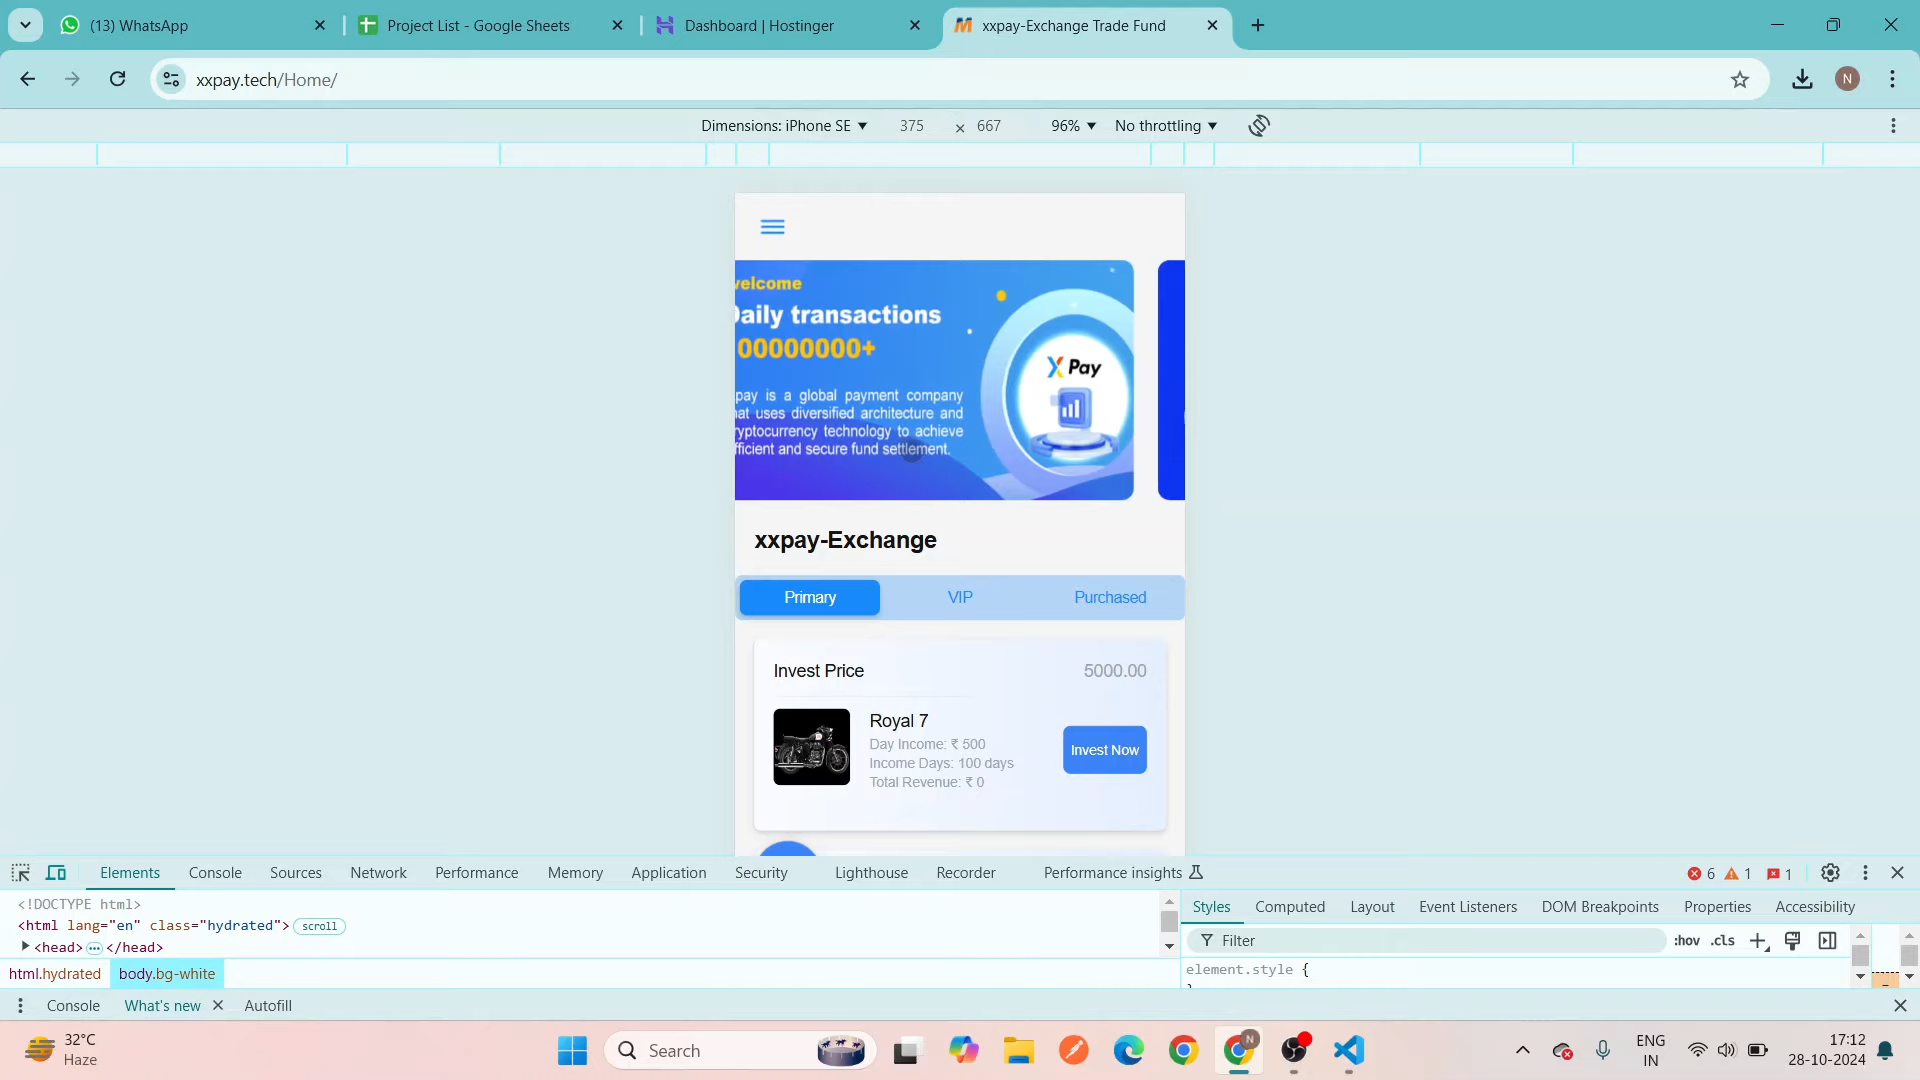 (13) WhatsApp
Project List - Google Sheets
Dashboard | Hostinger
xxpay-Exchange Trade Fund
xxpay.tech/Home/
N
Dimensions: iPhone SE
375 × 667
96%
No throttling
welcome
Daily transactions
00000000+
pay is a global payment company
that uses diversified architecture and
cryptocurrency technology to achieve
efficient and secure fund settlement.
X Pay
xxpay-Exchange
Primary
VIP
Purchased
Invest Price
5000.00
Royal 7
Day Income: ₹ 500
Income Days: 100 days
Total Revenue: ₹ 0
Invest Now
Elements
Console
Sources
Network
Performance
Memory
Application
Security
Lighthouse
Recorder
Performance insights
6
1
1
<!DOCTYPE html>
<html lang="en" class="hydrated">
scroll
<head> … </head>
html.hydrated
body.bg-white
Styles
Computed
Layout
Event Listeners
DOM Breakpoints
Properties
Accessibility
Filter
:hov
.cls
element.style {
}
Console
What's new
Autofill
32°C
Haze
Search
N
ENG
IN
17:12
28-10-2024